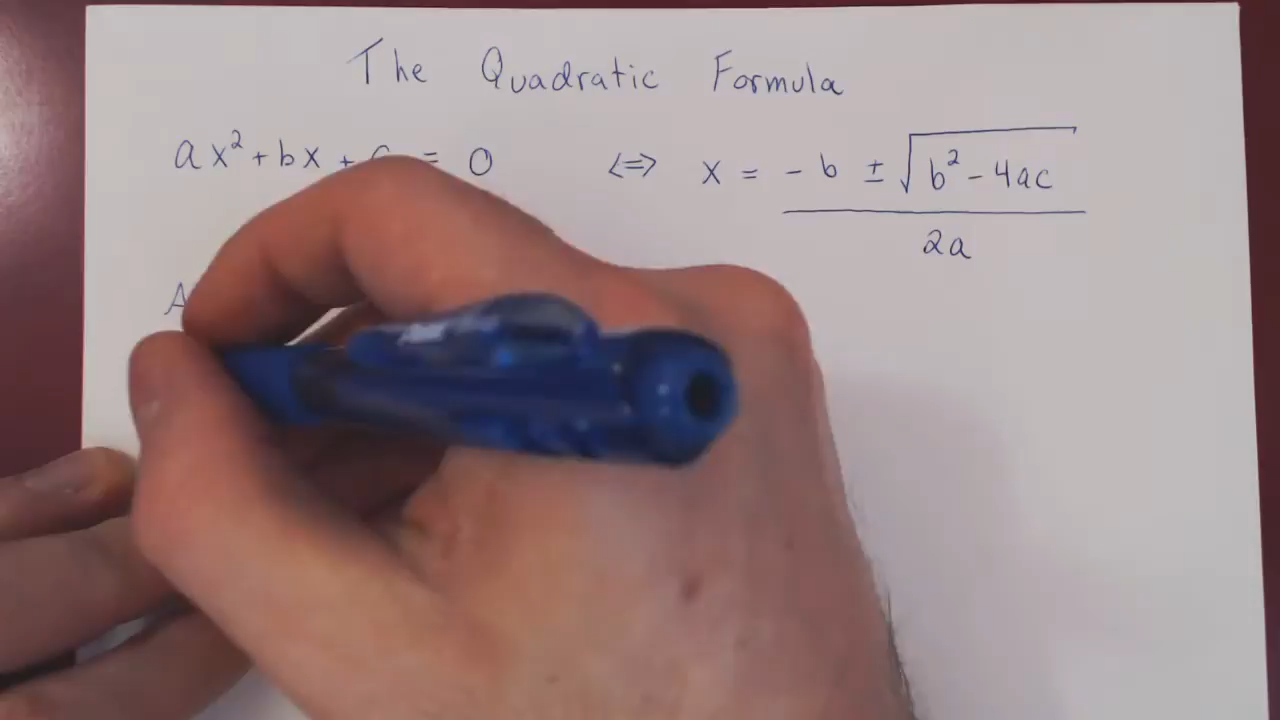 The Quadratic Formula
ax² + bx + c = 0 <=> x = -b ± √(b² - 4ac) / 2a
A